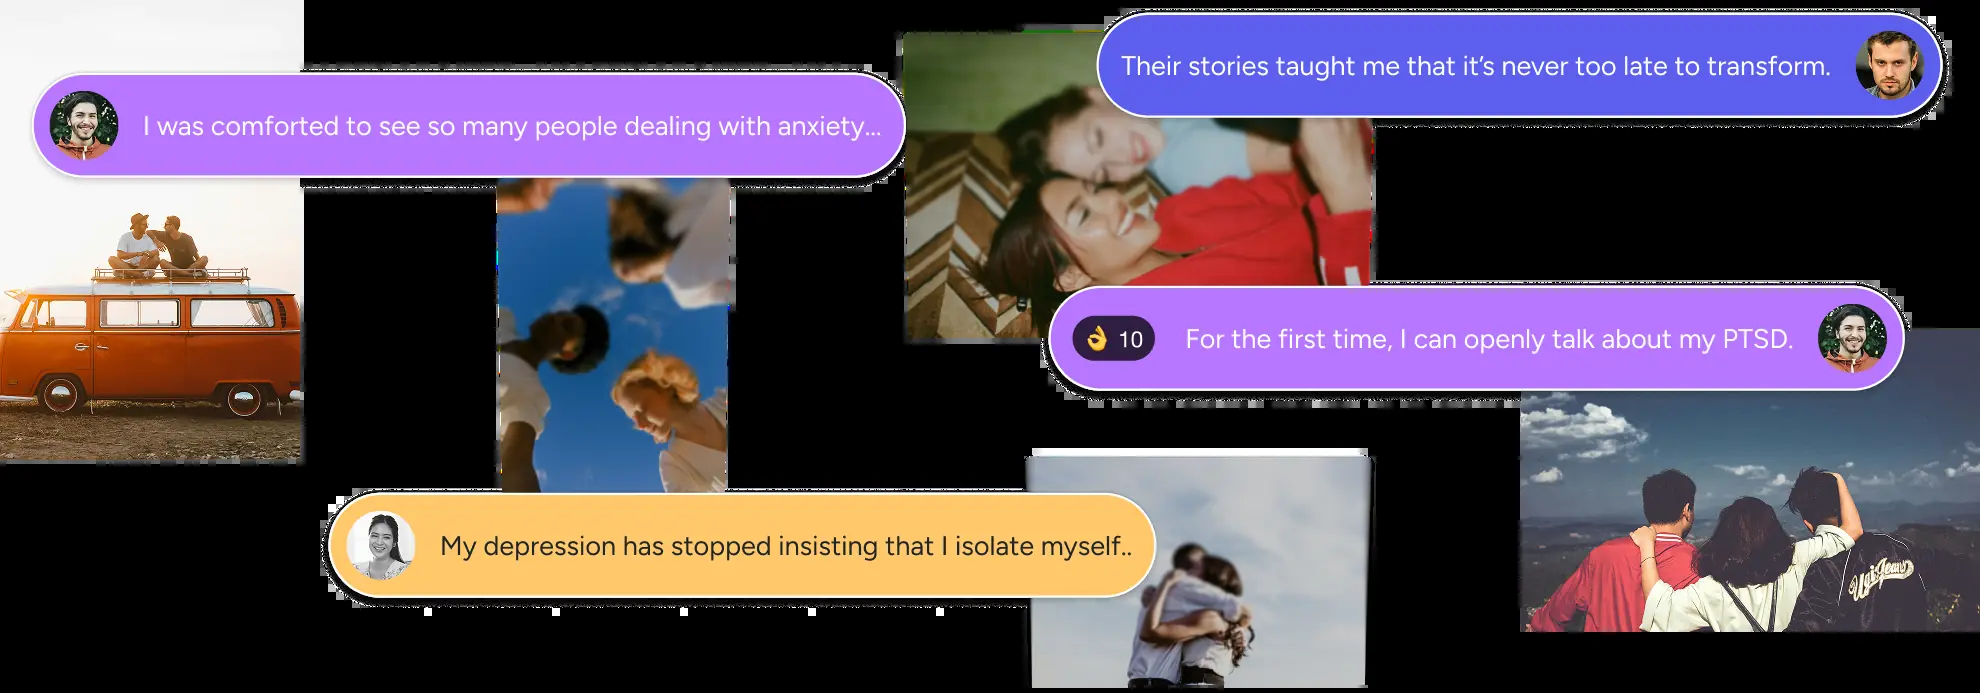 Their stories taught me that it’s never too late to transform.
I was comforted to see so many people dealing with anxiety...
👌 10 For the first time, I can openly talk about my PTSD.
My depression has stopped insisting that I isolate myself..